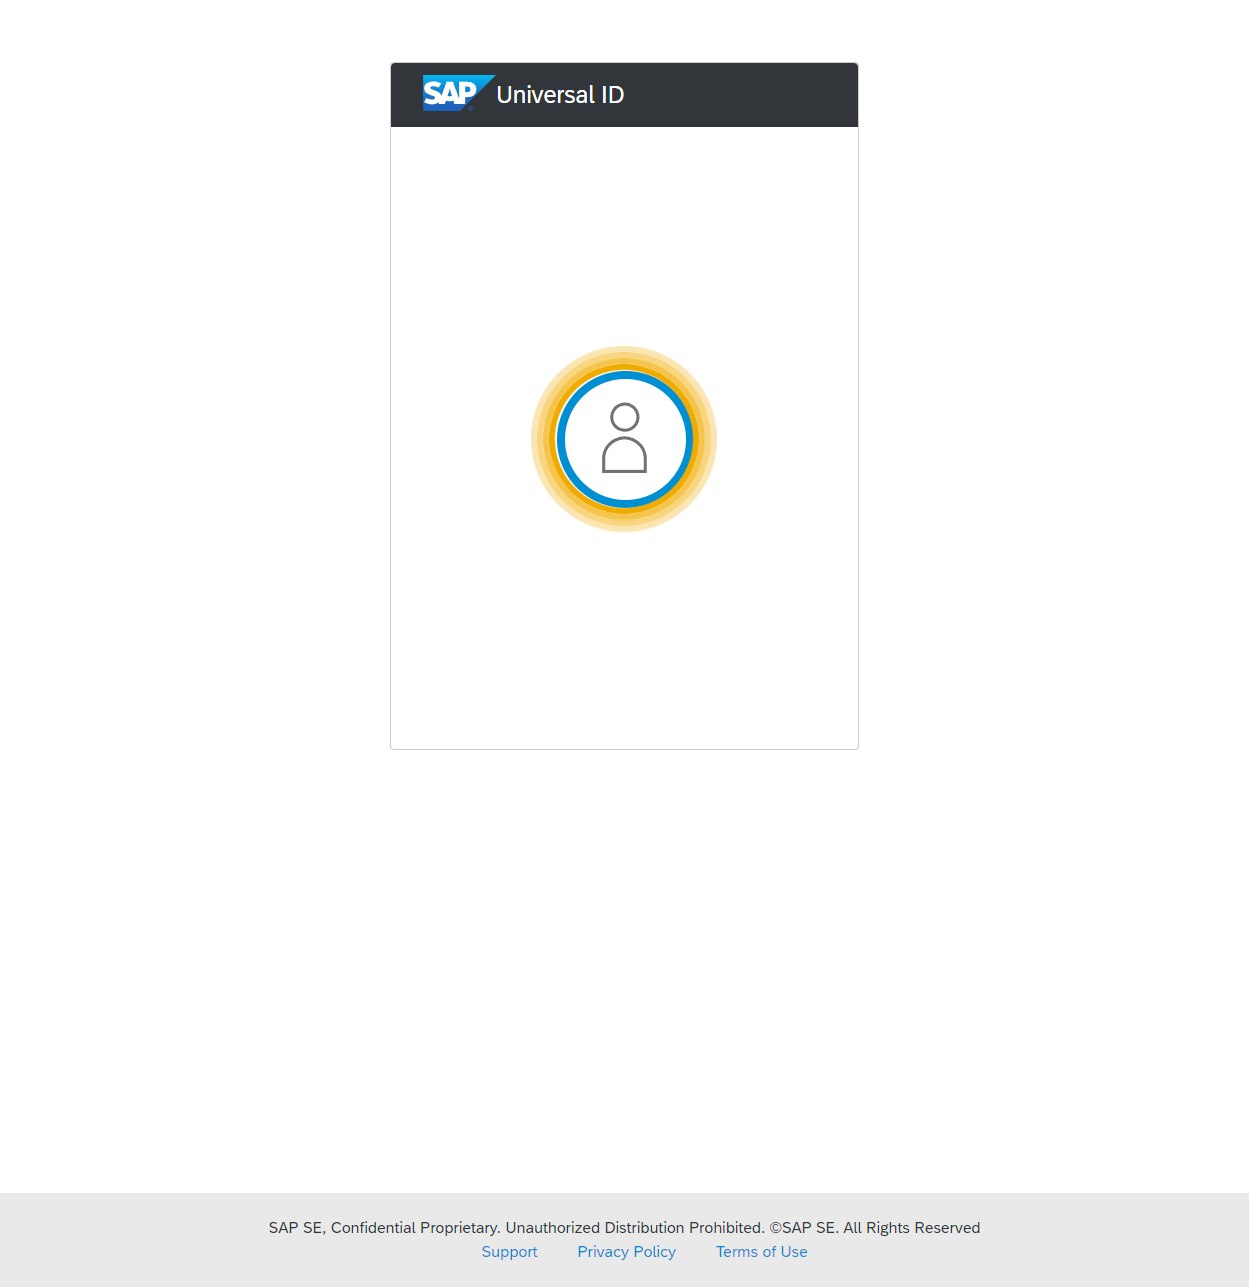 SAP Universal ID
SAP SE, Confidential Proprietary. Unauthorized Distribution Prohibited. ©SAP SE. All Rights Reserved
Support Privacy Policy Terms of Use